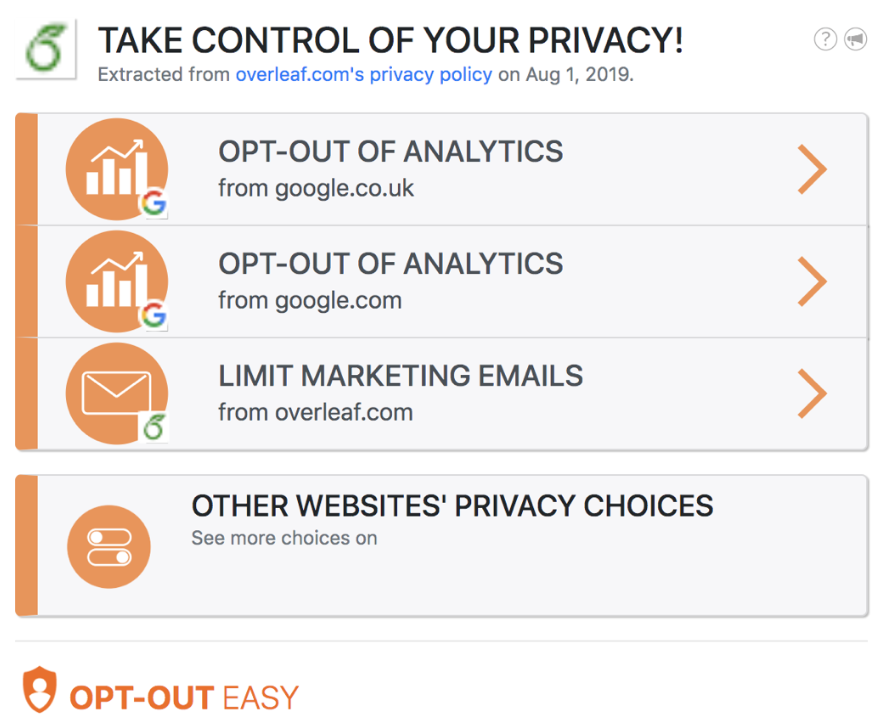 TAKE CONTROL OF YOUR PRIVACY!
Extracted from overleaf.com's privacy policy on Aug 1, 2019.
?
OPT-OUT OF ANALYTICS
from google.co.uk
G
OPT-OUT OF ANALYTICS
from google.com
G
LIMIT MARKETING EMAILS
from overleaf.com
OTHER WEBSITES' PRIVACY CHOICES
See more choices on
OPT-OUT EASY